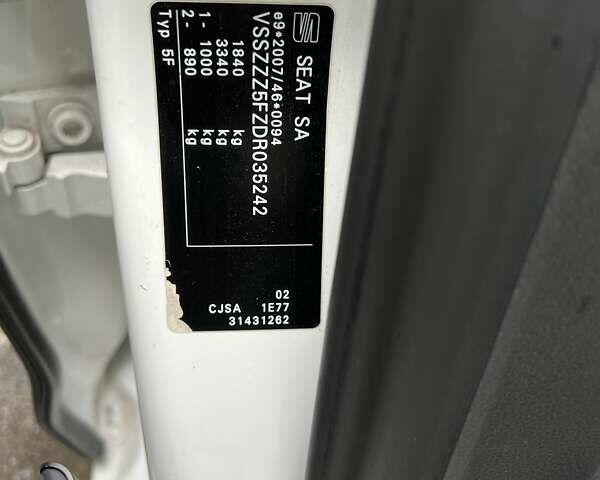 SEAT SA
e9*2007/46*0094
VSSZZZ5FZDR035242
1840 kg
3340 kg
1- 1000 kg
2- 890 kg
Typ 5F
02
CJSA 1E77
31431262